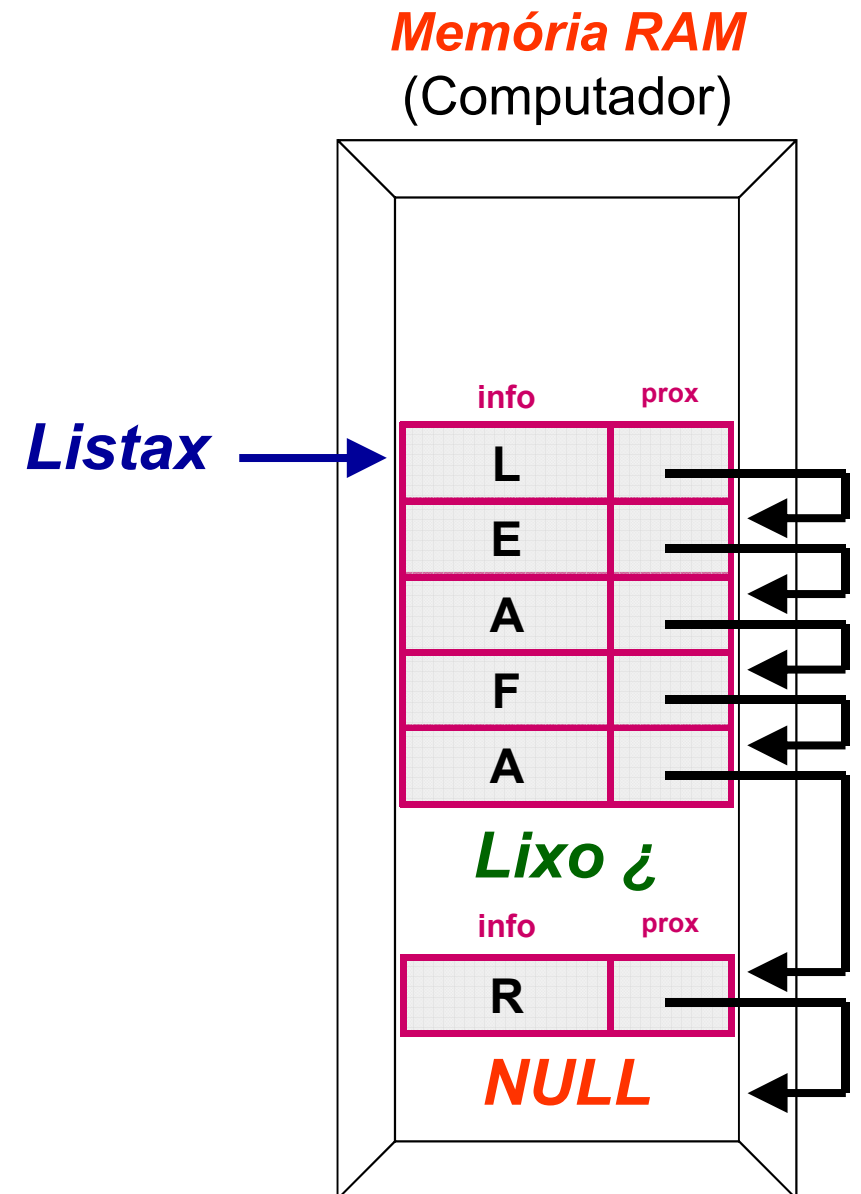 Memória RAM
(Computador)
info prox
Listax
L
E
A
F
A
Lixo ¿
info prox
R
NULL